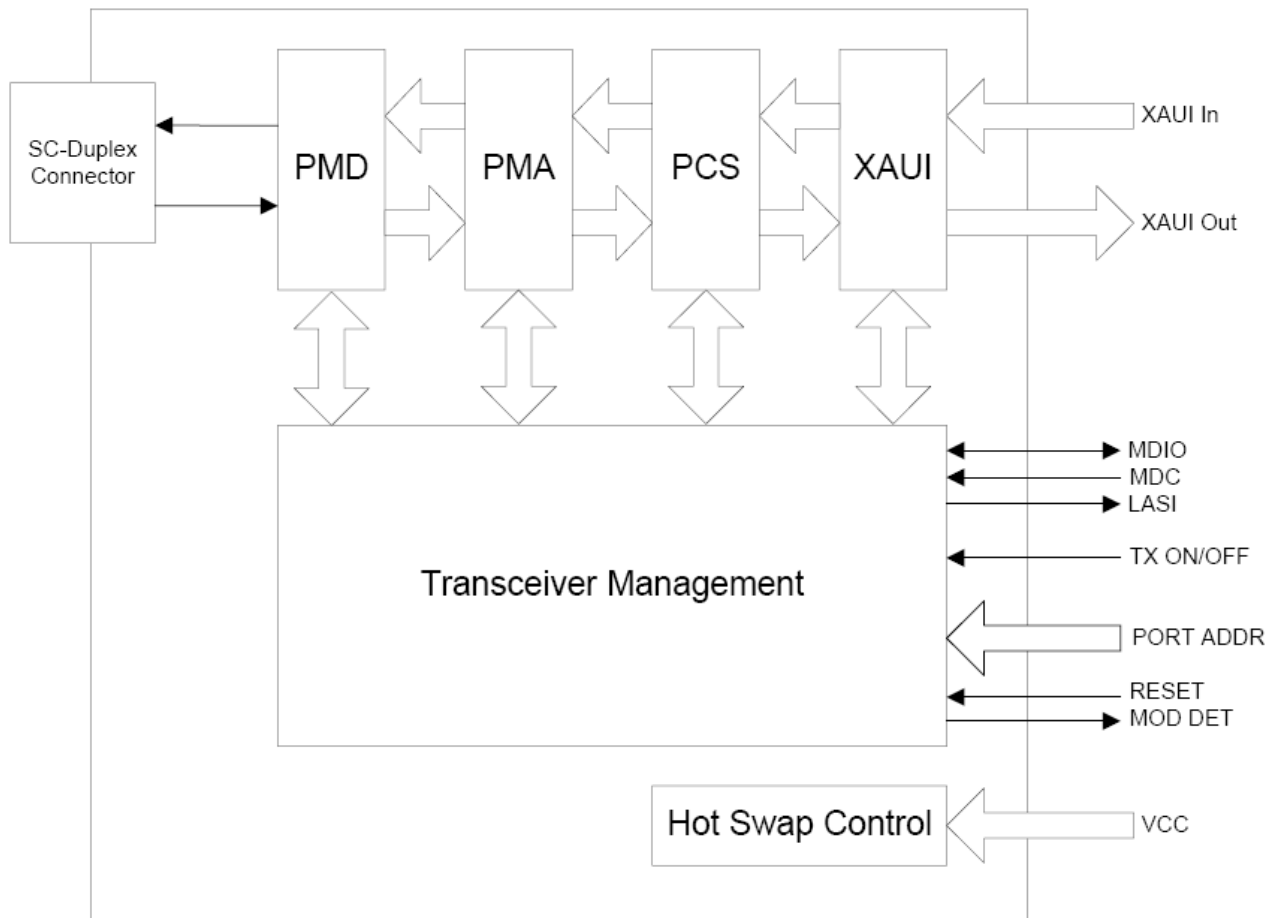 SC-Duplex
Connector
PMD
PMA
PCS
XAUI
XAUI In
XAUI Out
MDIO
MDC
LASI
TX ON/OFF
Transceiver Management
PORT ADDR
RESET
MOD DET
Hot Swap Control
VCC